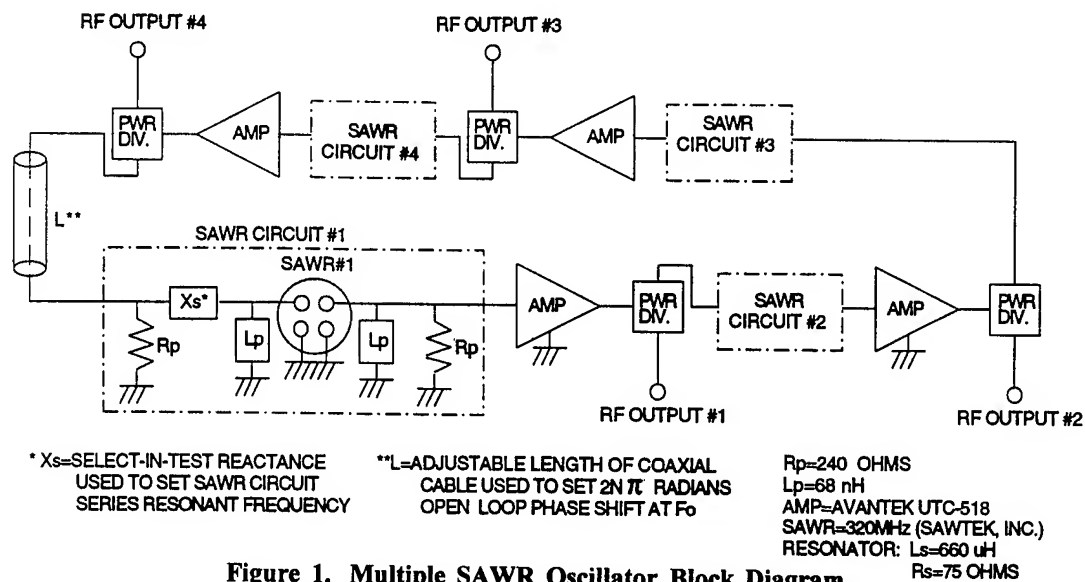 RF OUTPUT #4
RF OUTPUT #3
PWR
DIV.
AMP
SAWR
CIRCUIT #4
PWR
DIV.
AMP
SAWR
CIRCUIT #3
L**
SAWR CIRCUIT #1
SAWR#1
Xs*
Rp
Lp
Lp
Rp
AMP
PWR
DIV.
SAWR
CIRCUIT #2
AMP
PWR
DIV.
RF OUTPUT #1
RF OUTPUT #2
* Xs=SELECT-IN-TEST REACTANCE
USED TO SET SAWR CIRCUIT
SERIES RESONANT FREQUENCY
**L=ADJUSTABLE LENGTH OF COAXIAL
CABLE USED TO SET 2N π RADIANS
OPEN LOOP PHASE SHIFT AT Fo
Rp=240 OHMS
Lp=68 nH
AMP=AVANTEK UTC-518
SAWR=320MHz (SAWTEK, INC.)
RESONATOR: Ls=660 uH
Rs=75 OHMS
Figure 1. Multiple SAWR Oscillator Block Diagram